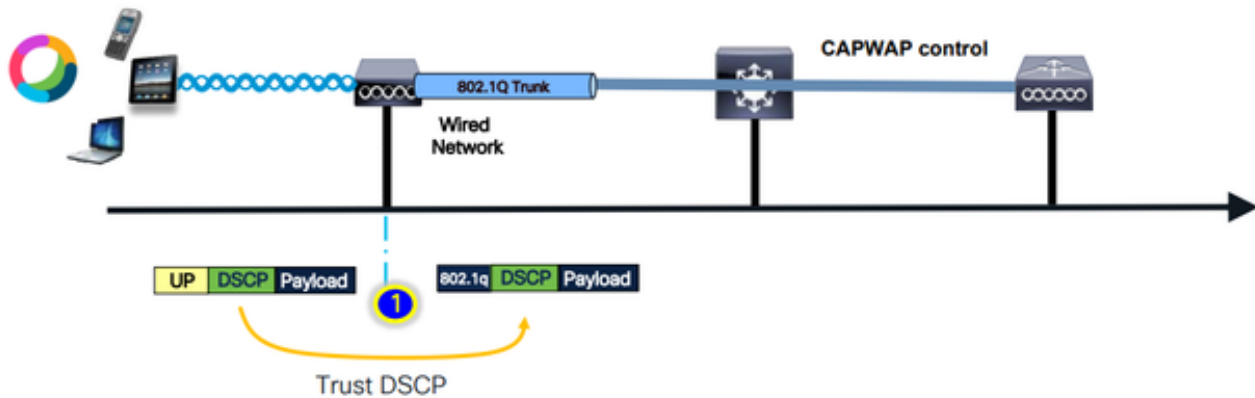 CAPWAP control
802.1Q Trunk
Wired
Network
UP DSCP Payload
1
802.1q DSCP Payload
Trust DSCP